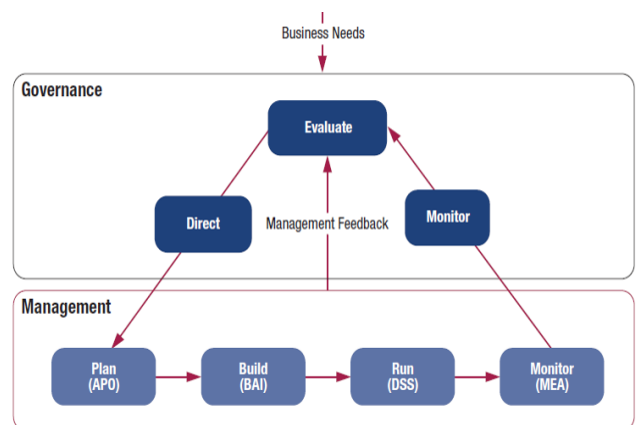 Business Needs
Governance
Evaluate
Direct
Management Feedback
Monitor
Management
Plan
(APO)
Build
(BAI)
Run
(DSS)
Monitor
(MEA)